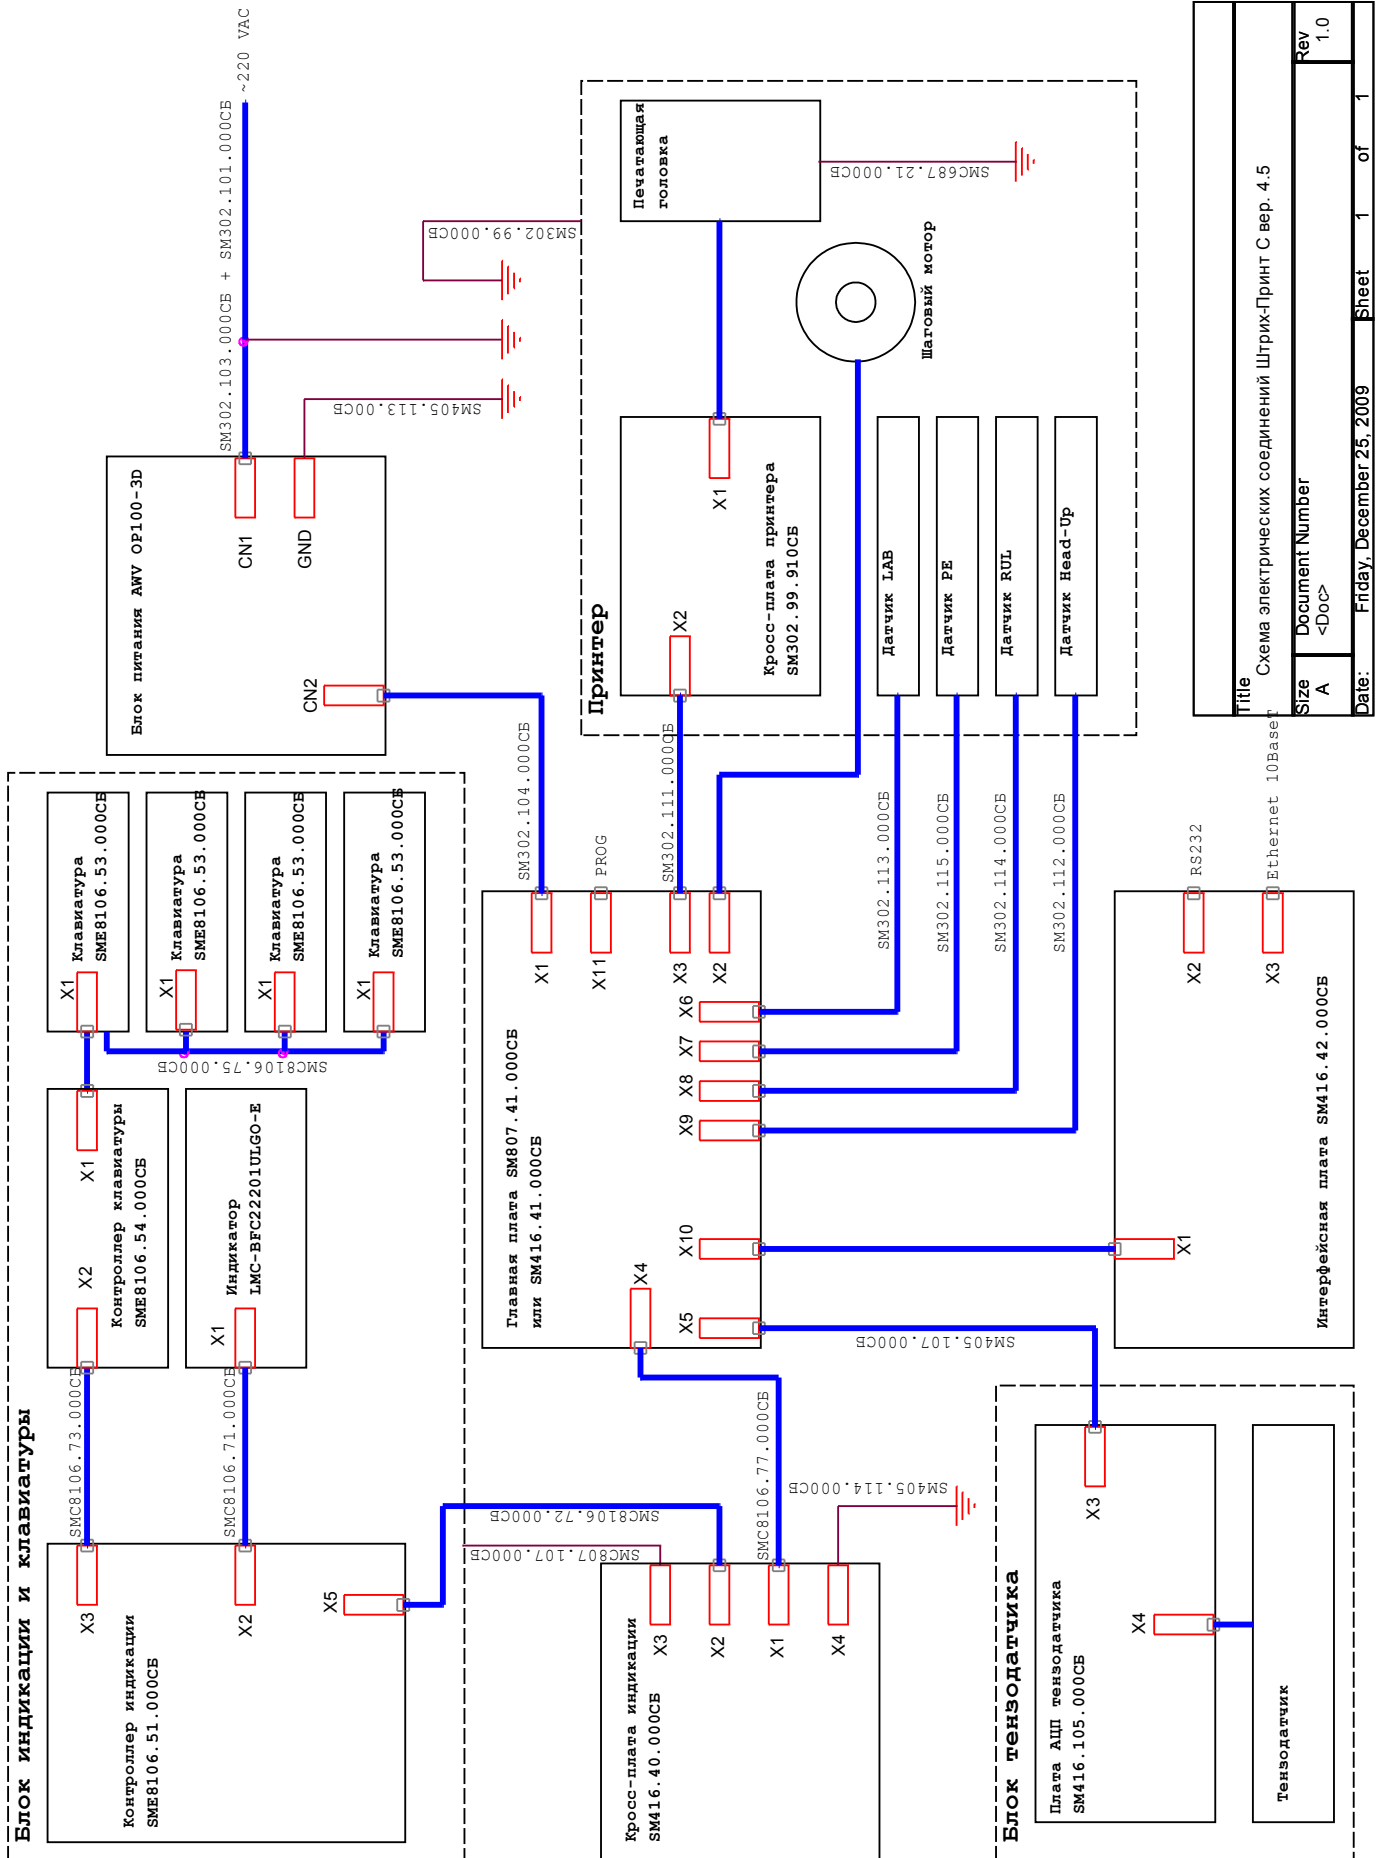 Блок индикации и клавиатуры
Контроллер индикации
SME8106.51.000СБ
X3
X2
X5
SMC8106.73.000СБ
SMC8106.71.000СБ
SMC8106.72.000СБ
SMC807.107.000СБ
Контроллер клавиатуры
SME8106.54.000СБ
X2
X1
Индикатор
LMC-BFC22201ULGO-E
X1
SMC8106.75.000СБ
Клавиатура
SME8106.53.000СБ
X1
Клавиатура
SME8106.53.000СБ
X1
Клавиатура
SME8106.53.000СБ
X1
Клавиатура
SME8106.53.000СБ
X1
Блок питания AWV OP100-3D
CN2
CN1
GND
SM302.103.000СБ + SM302.101.000СБ ~220 VAC
SM405.113.000СБ
SM302.99.000СБ
SM302.104.000СБ
Кросс-плата индикации
SM416.40.000СБ
X3
X2
X1
X4
SMC8106.77.000СБ
SM405.114.000СБ
Главная плата SM807.41.000СБ
или SM416.41.000СБ
X1
X11
PROG
X3
X2
X6
X7
X8
X9
X10
X4
X5
SM302.111.000СБ
SM302.113.000СБ
SM302.115.000СБ
SM302.114.000СБ
SM302.112.000СБ
SM405.107.000СБ
Принтер
Кросс-плата принтера
SM302.99.910СБ
X2
X1
Печатающая
головка
SMC687.21.000СБ
Шаговый мотор
Датчик LAB
Датчик PE
Датчик RUL
Датчик Head-Up
Блок тензодатчика
Плата АЦП тензодатчика
SM416.105.000СБ
X3
X4
Тензодатчик
Интерфейсная плата SM416.42.000СБ
X1
X2
RS232
X3
Ethernet 10BaseT
Title
Схема электрических соединений Штрих-Принт С вер. 4.5
Size
A
Document Number
<Doc>
Rev
1.0
Date: Friday, December 25, 2009 Sheet 1 of 1